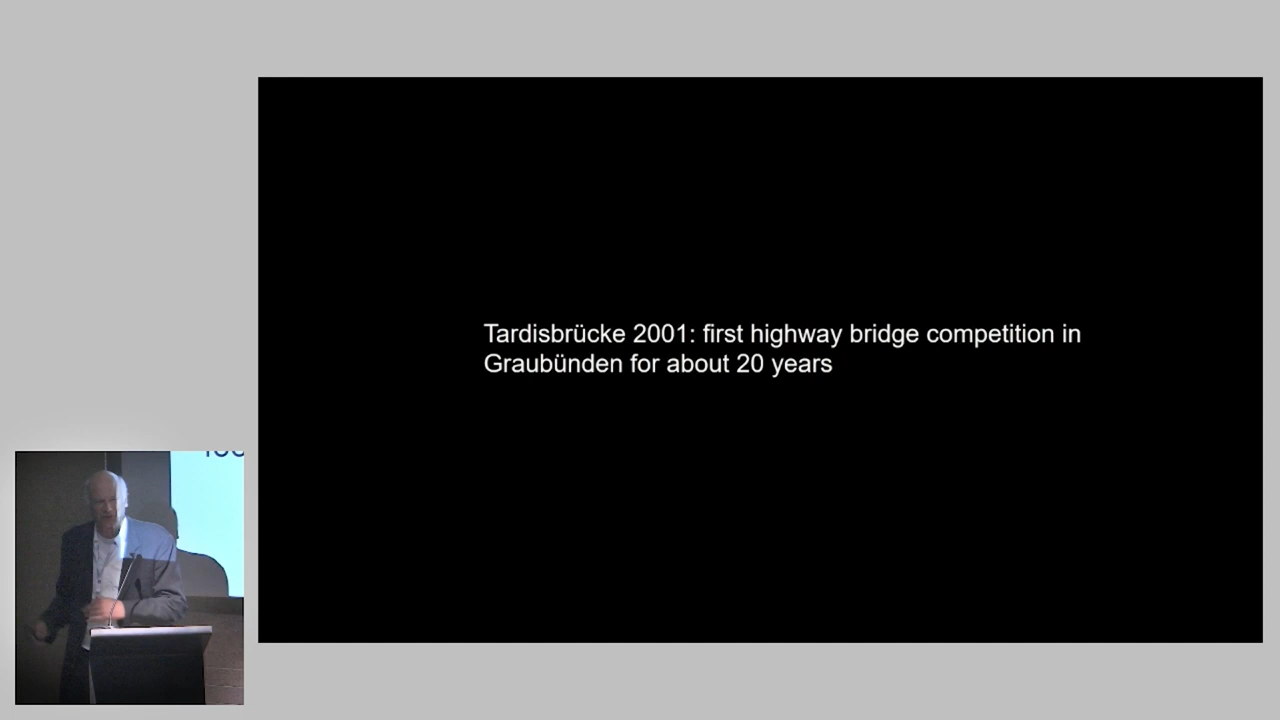 Tardisbrücke 2001: first highway bridge competition in
Graubünden for about 20 years